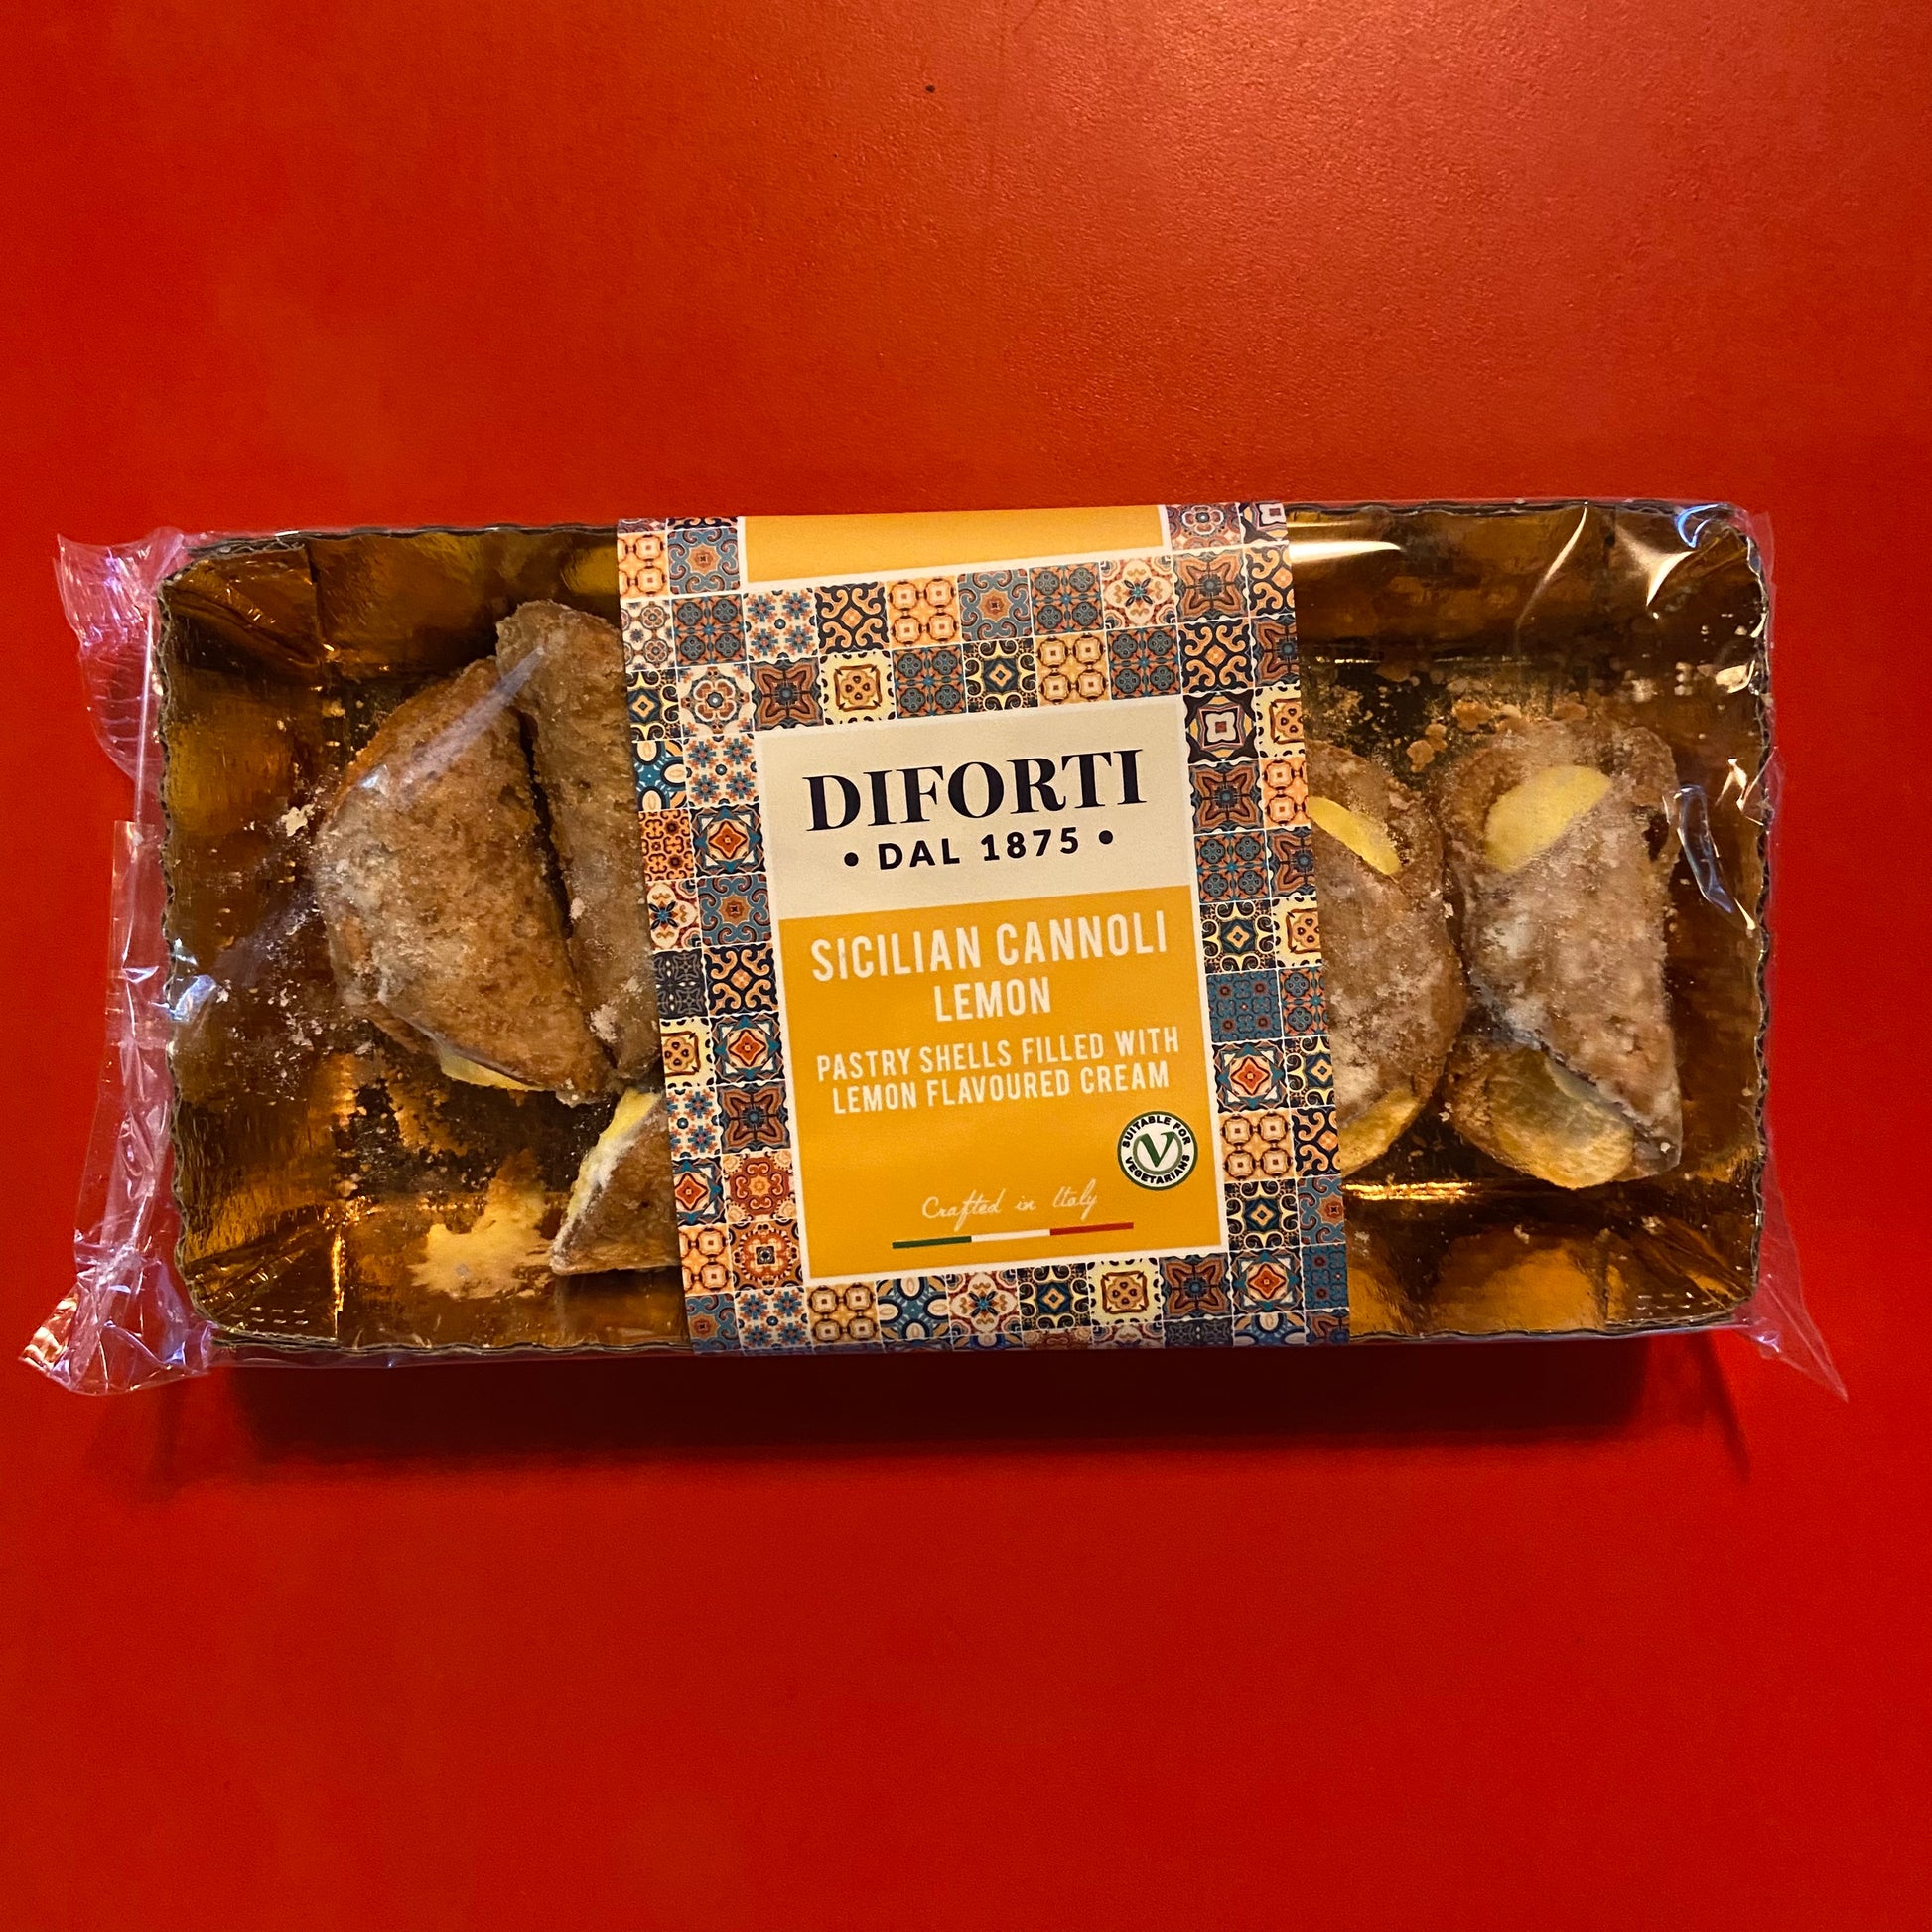 DIFORTI
• DAL 1875 •
SICILIAN CANNOLI
LEMON
PASTRY SHELLS FILLED WITH
LEMON FLAVOURED CREAM
SUITABLE FOR
V
VEGETARIANS
Crafted in Italy